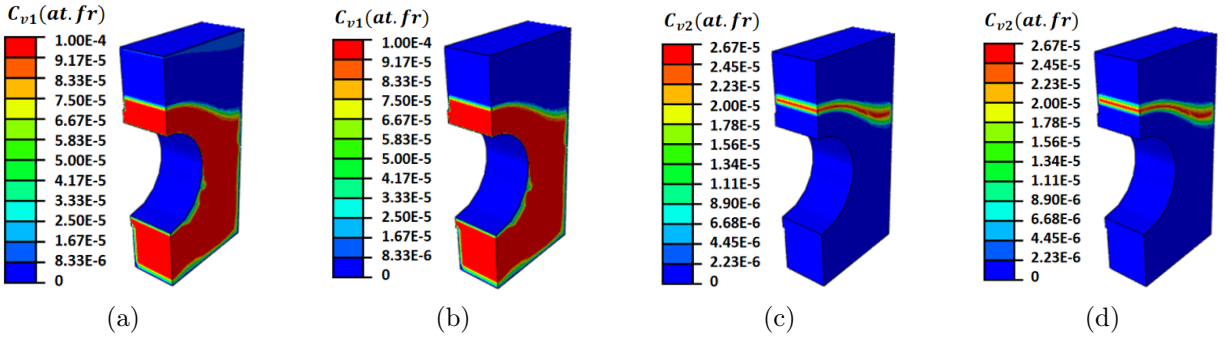 C_{v1}(at.fr)
1.00E-4
9.17E-5
8.33E-5
7.50E-5
6.67E-5
5.83E-5
5.00E-5
4.17E-5
3.33E-5
2.50E-5
1.67E-5
8.33E-6
0
(a)
C_{v1}(at.fr)
1.00E-4
9.17E-5
8.33E-5
7.50E-5
6.67E-5
5.83E-5
5.00E-5
4.17E-5
3.33E-5
2.50E-5
1.67E-5
8.33E-6
0
(b)
C_{v2}(at.fr)
2.67E-5
2.45E-5
2.23E-5
2.00E-5
1.78E-5
1.56E-5
1.34E-5
1.11E-5
8.90E-6
6.68E-6
4.45E-6
2.23E-6
0
(c)
C_{v2}(at.fr)
2.67E-5
2.45E-5
2.23E-5
2.00E-5
1.78E-5
1.56E-5
1.34E-5
1.11E-5
8.90E-6
6.68E-6
4.45E-6
2.23E-6
0
(d)